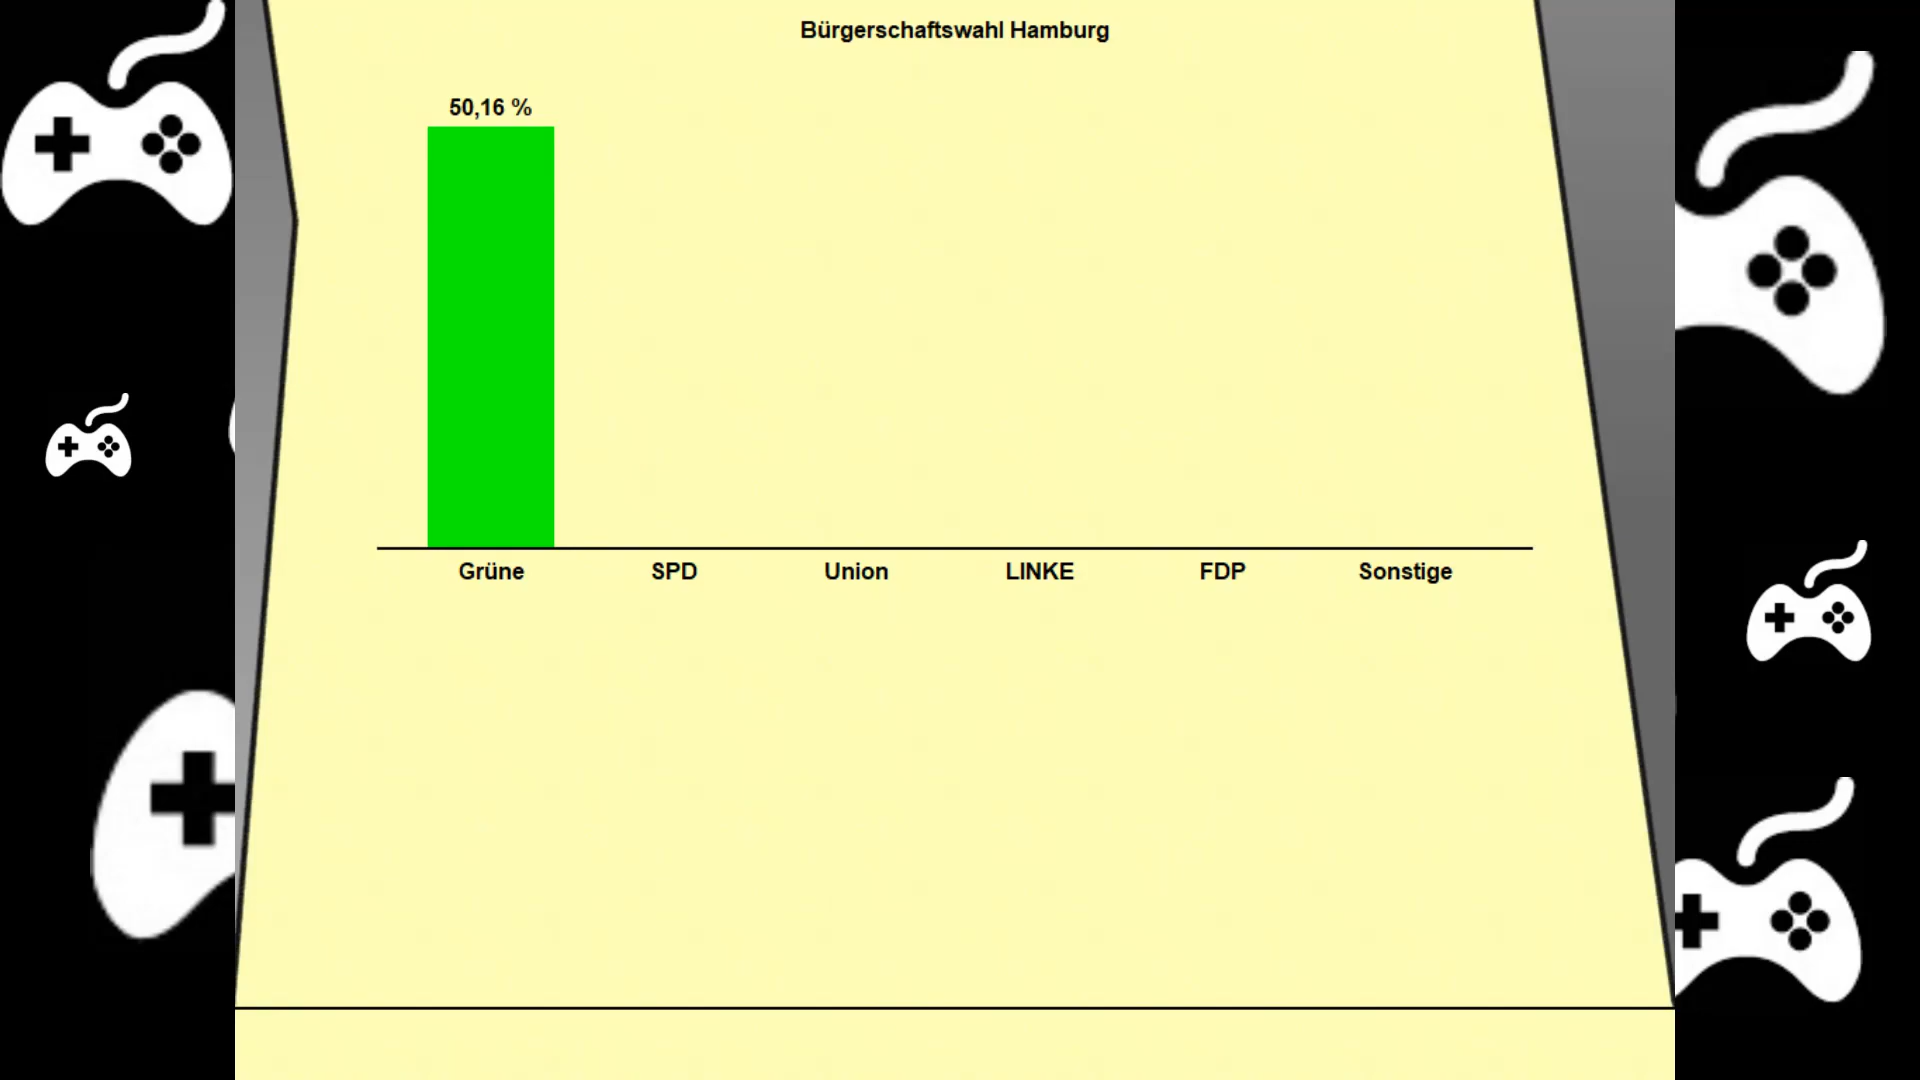 Bürgerschaftswahl Hamburg
50,16 %
Grüne SPD Union LINKE FDP Sonstige